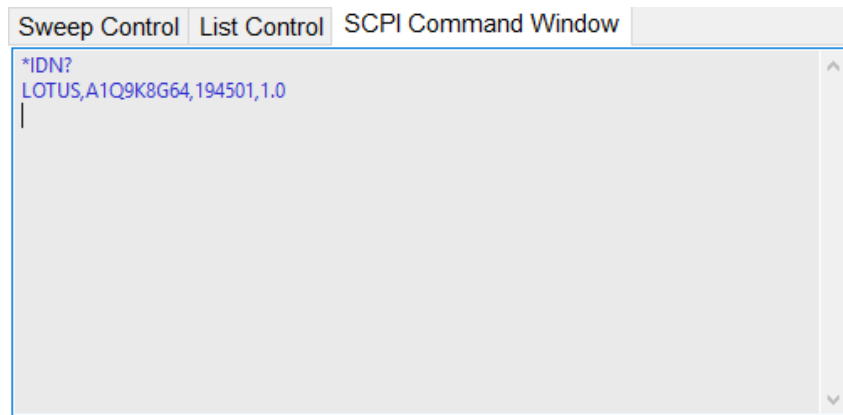 Sweep Control List Control SCPI Command Window
*IDN?
LOTUS,A1Q9K8G64,194501,1.0